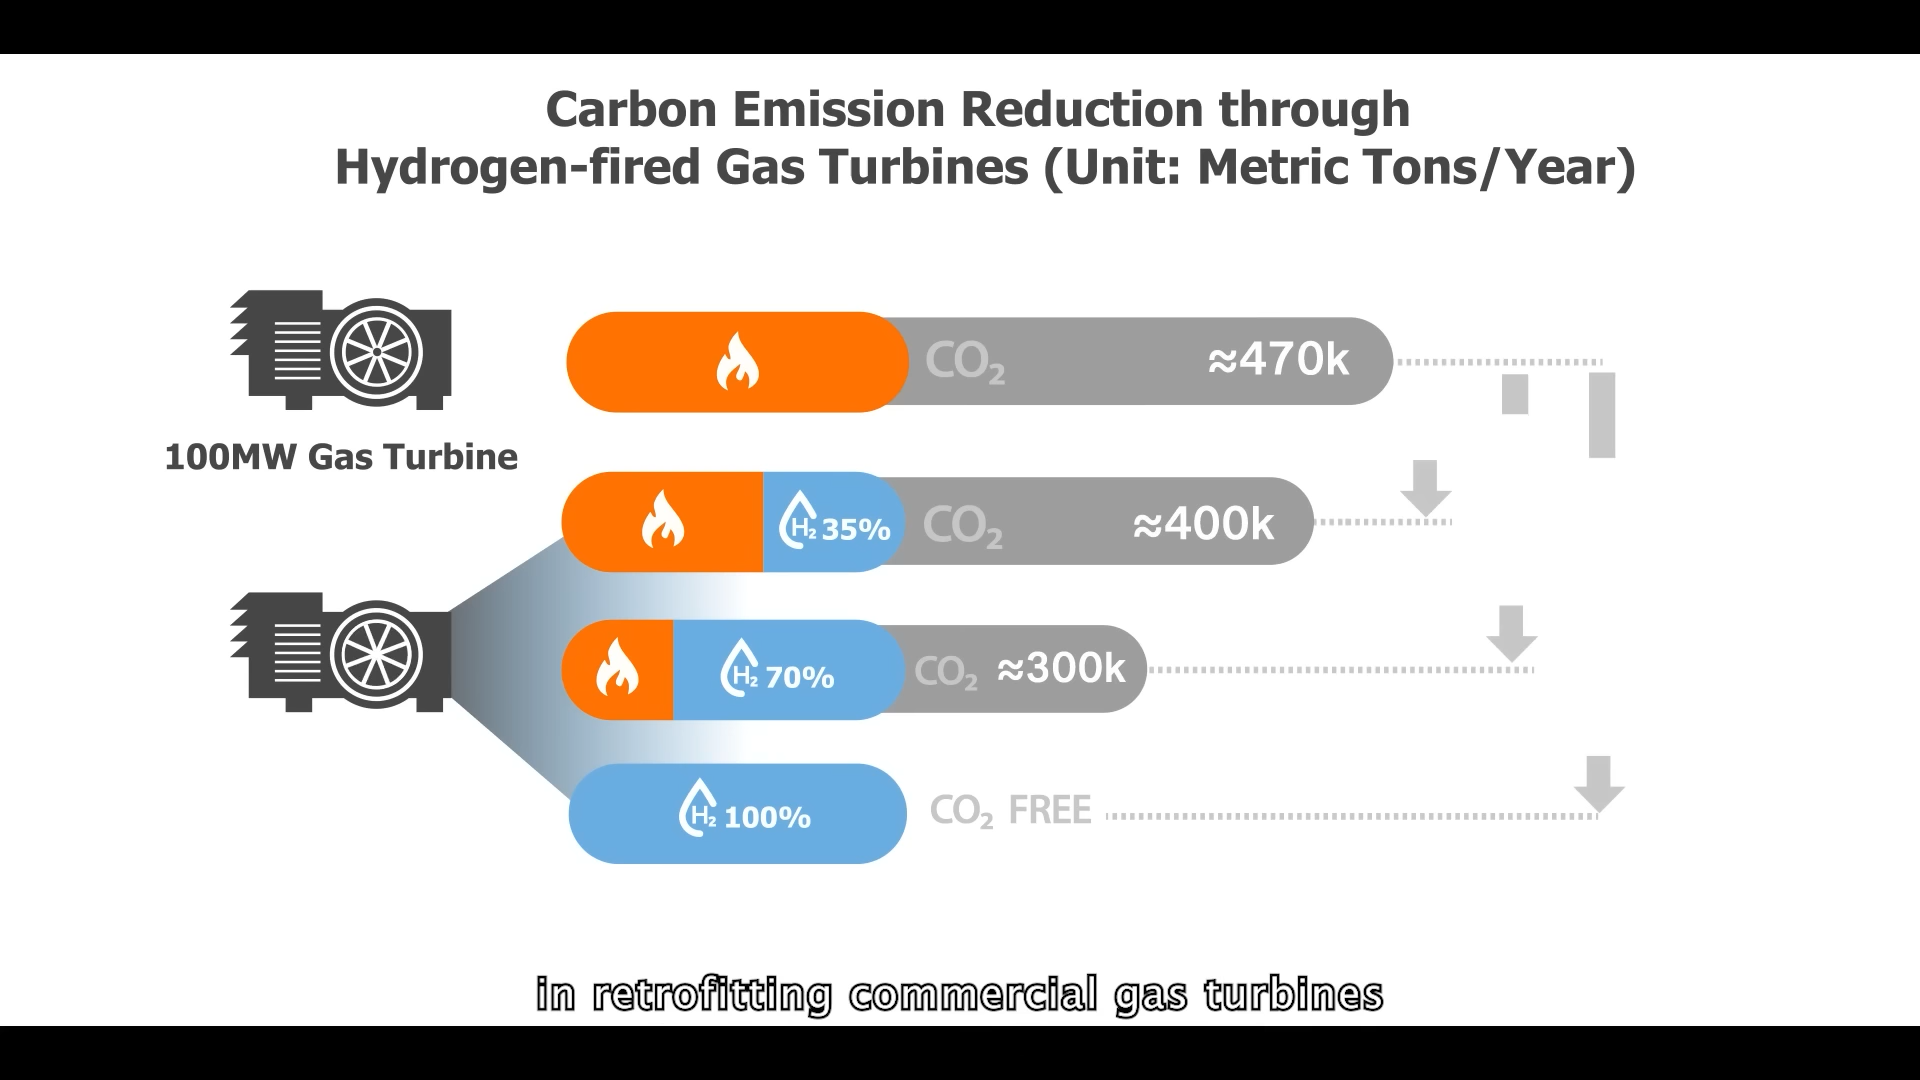 Carbon Emission Reduction through
Hydrogen-fired Gas Turbines (Unit: Metric Tons/Year)
CO₂ ≈470k
100MW Gas Turbine
H₂ 35% CO₂ ≈400k
H₂ 70% CO₂ ≈300k
H₂ 100% CO₂ FREE
in retrofitting commercial gas turbines